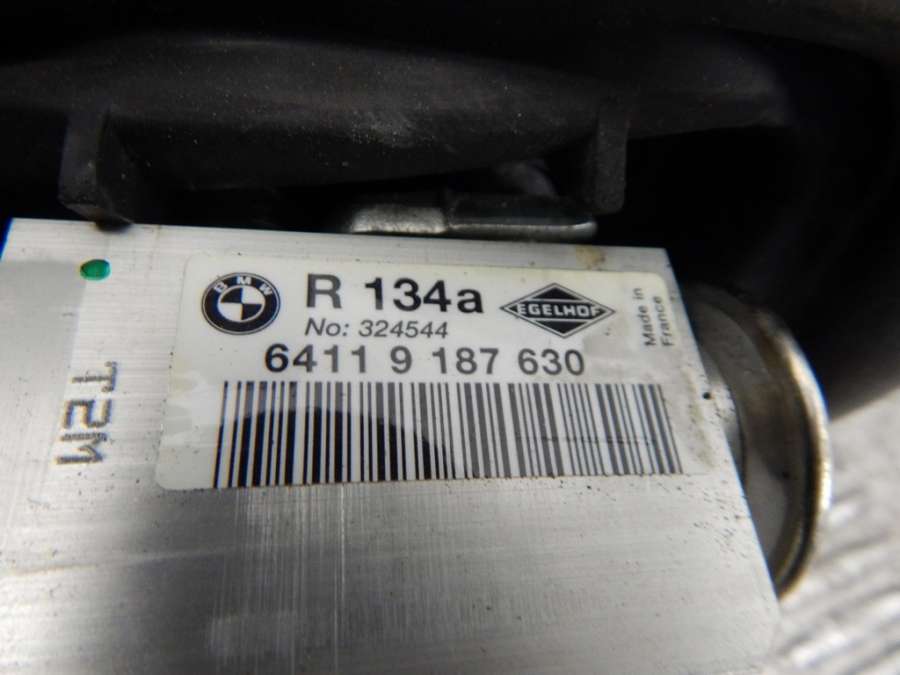 BMW
R 134a
No: 324544
EGELHOF
Made in
France
6411 9 187 630
T2M